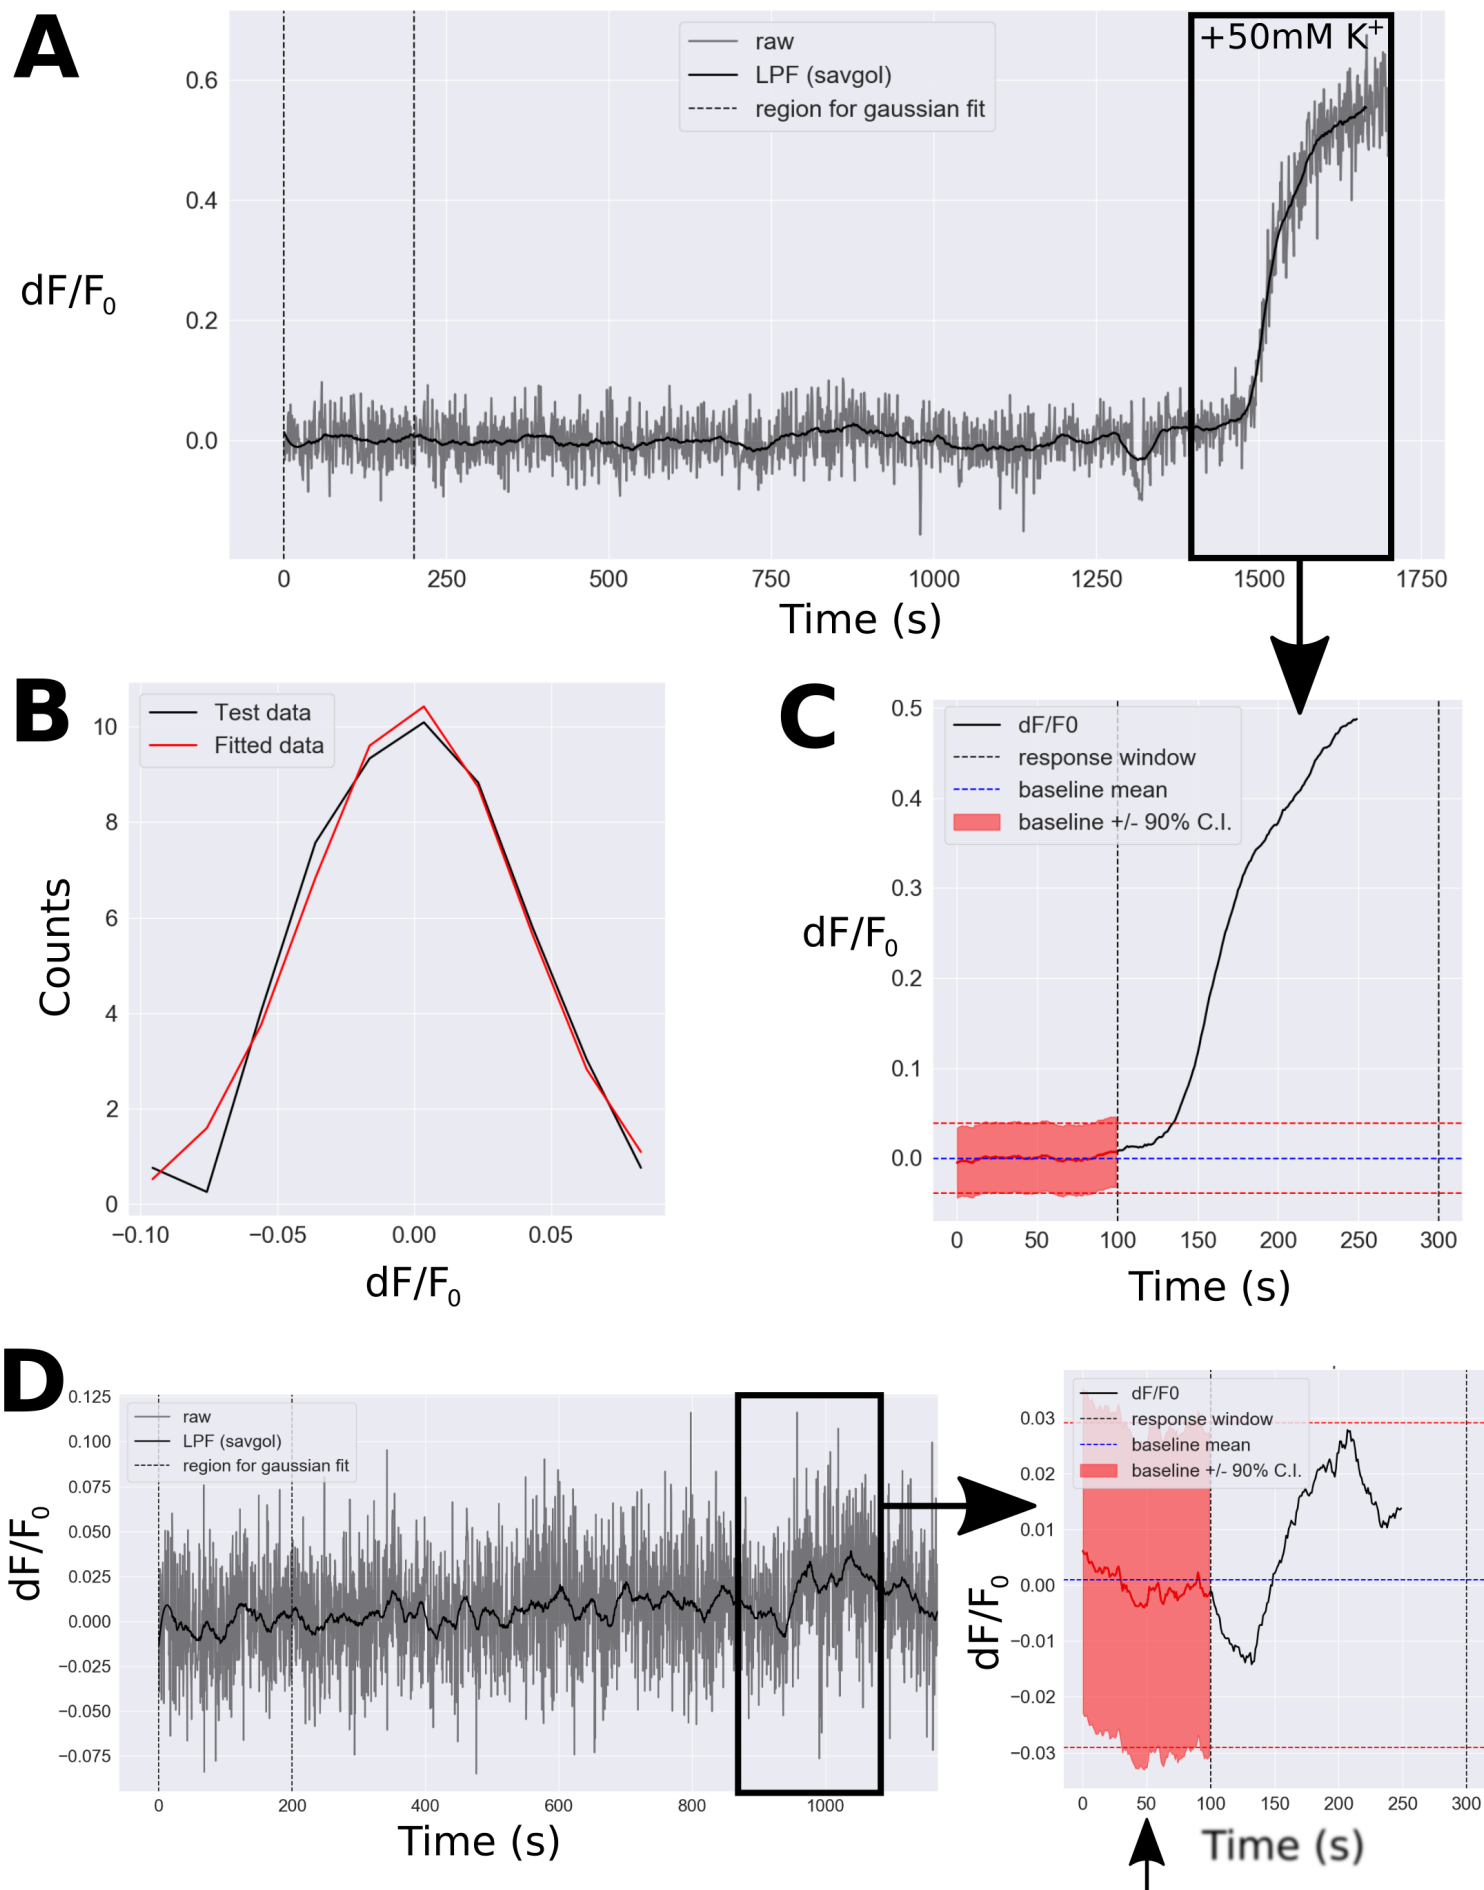 A
+50mM K⁺
raw
LPF (savgol)
region for gaussian fit
0.6
0.4
0.2
0.0
dF/F₀
0 250 500 750 1000 1250 1500 1750
Time (s)
B
Test data
Fitted data
10
8
6
4
2
0
Counts
−0.10 −0.05 0.00 0.05
dF/F₀
C
dF/F0
response window
baseline mean
baseline +/- 90% C.I.
0.5
0.4
0.3
0.2
0.1
0.0
dF/F₀
0 50 100 150 200 250 300
Time (s)
D
raw
LPF (savgol)
region for gaussian fit
0.125
0.100
0.075
0.050
0.025
0.000
−0.025
−0.050
−0.075
dF/F₀
0 200 400 600 800 1000
Time (s)
dF/F0
response window
baseline mean
baseline +/- 90% C.I.
0.03
0.02
0.01
0.00
−0.01
−0.02
−0.03
dF/F₀
0 50 100 150 200 250 300
Time (s)